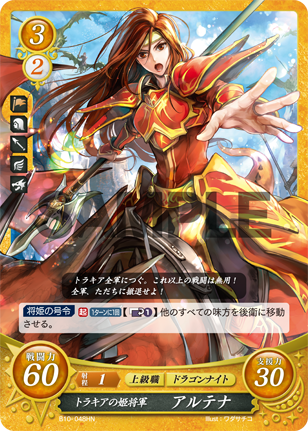 3
2
SAMPLE
トラキア全軍につぐ。これ以上の戦闘は無用！
全軍、ただちに撤退せよ！
将姫の号令 起 1ターンに1回 [1] 他のすべての味方を後衛に移動
させる。
戦闘力 60
射程 1 上級職 ドラゴンナイト
支援力 30
トラキアの姫将軍 アルテナ
B10-048HN
Illust：ワダサチコ